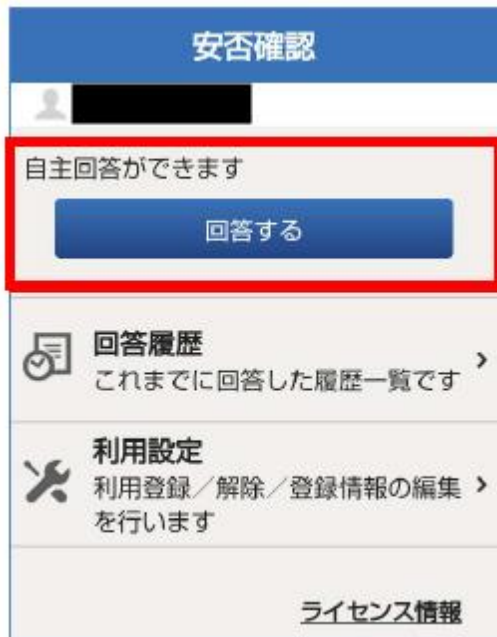 安否確認
自主回答ができます
回答する
回答履歴
これまでに回答した履歴一覧です
利用設定
利用登録／解除／登録情報の編集
を行います
ライセンス情報